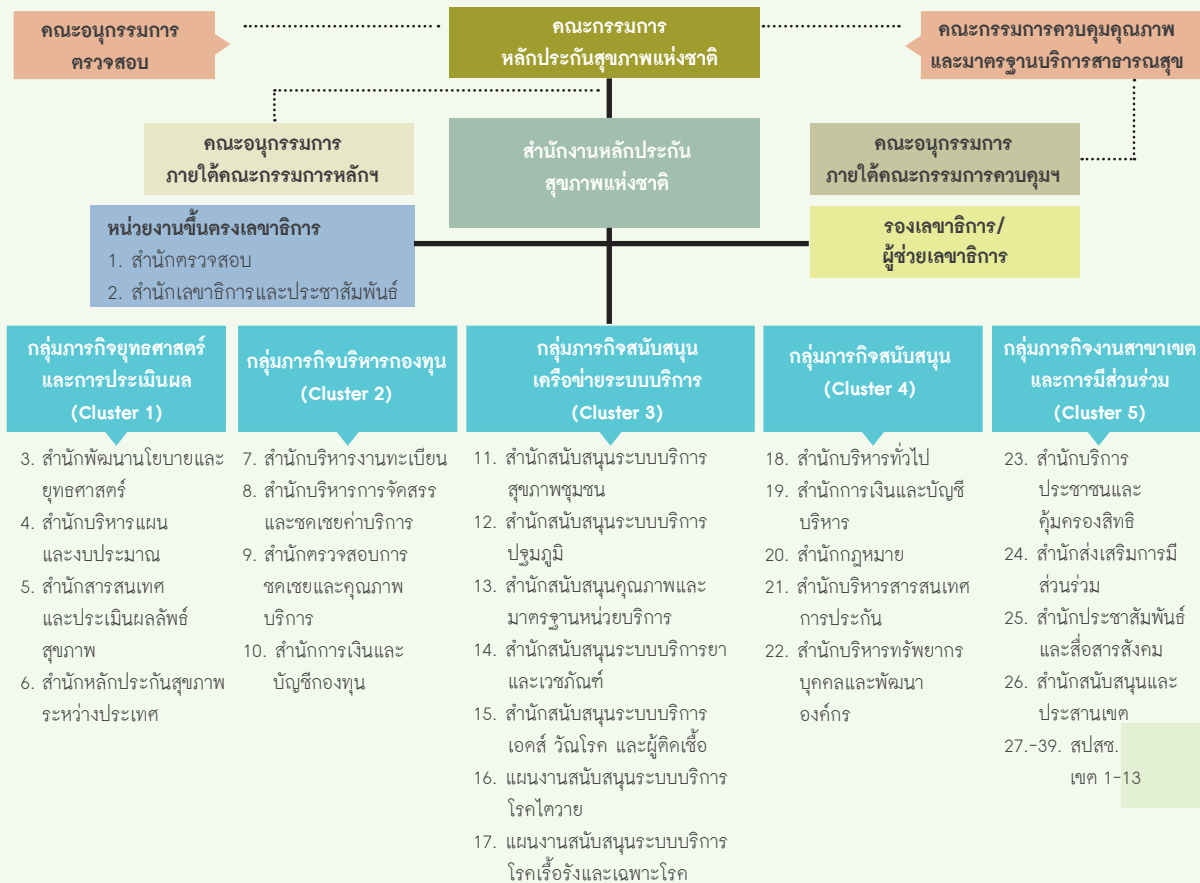 คณะอนุกรรมการ
ตรวจสอบ
คณะกรรมการ
หลักประกันสุขภาพแห่งชาติ
คณะกรรมการควบคุมคุณภาพ
และมาตรฐานบริการสาธารณสุข
คณะอนุกรรมการ
ภายใต้คณะกรรมการหลักฯ
สำนักงานหลักประกัน
สุขภาพแห่งชาติ
คณะอนุกรรมการ
ภายใต้คณะกรรมการควบคุมฯ
หน่วยงานขึ้นตรงเลขาธิการ
1. สำนักตรวจสอบ
2. สำนักเลขาธิการและประชาสัมพันธ์
รองเลขาธิการ/
ผู้ช่วยเลขาธิการ
กลุ่มภารกิจยุทธศาสตร์
และการประเมินผล
(Cluster 1)
3. สำนักพัฒนานโยบายและ
ยุทธศาสตร์
4. สำนักบริหารแผน
และงบประมาณ
5. สำนักสารสนเทศ
และประเมินผลลัพธ์
สุขภาพ
6. สำนักหลักประกันสุขภาพ
ระหว่างประเทศ
กลุ่มภารกิจบริหารกองทุน
(Cluster 2)
7. สำนักบริหารงานทะเบียน
8. สำนักบริหารการจัดสรร
และชดเชยค่าบริการ
9. สำนักตรวจสอบการ
ชดเชยและคุณภาพ
บริการ
10. สำนักการเงินและ
บัญชีกองทุน
กลุ่มภารกิจสนับสนุน
เครือข่ายระบบบริการ
(Cluster 3)
11. สำนักสนับสนุนระบบบริการ
สุขภาพชุมชน
12. สำนักสนับสนุนระบบบริการ
ปฐมภูมิ
13. สำนักสนับสนุนคุณภาพและ
มาตรฐานหน่วยบริการ
14. สำนักสนับสนุนระบบบริการยา
และเวชภัณฑ์
15. สำนักสนับสนุนระบบบริการ
เอดส์ วัณโรค และผู้ติดเชื้อ
16. แผนงานสนับสนุนระบบบริการ
โรคไตวาย
17. แผนงานสนับสนุนระบบบริการ
โรคเรื้อรังและเฉพาะโรค
กลุ่มภารกิจสนับสนุน
(Cluster 4)
18. สำนักบริหารทั่วไป
19. สำนักการเงินและบัญชี
บริหาร
20. สำนักกฎหมาย
21. สำนักบริหารสารสนเทศ
การประกัน
22. สำนักบริหารทรัพยากร
บุคคลและพัฒนา
องค์กร
กลุ่มภารกิจงานสาขาเขต
และการมีส่วนร่วม
(Cluster 5)
23. สำนักบริการ
ประชาชนและ
คุ้มครองสิทธิ
24. สำนักส่งเสริมการมี
ส่วนร่วม
25. สำนักประชาสัมพันธ์
และสื่อสารสังคม
26. สำนักสนับสนุนและ
ประสานเขต
27.-39. สปสช.
เขต 1-13